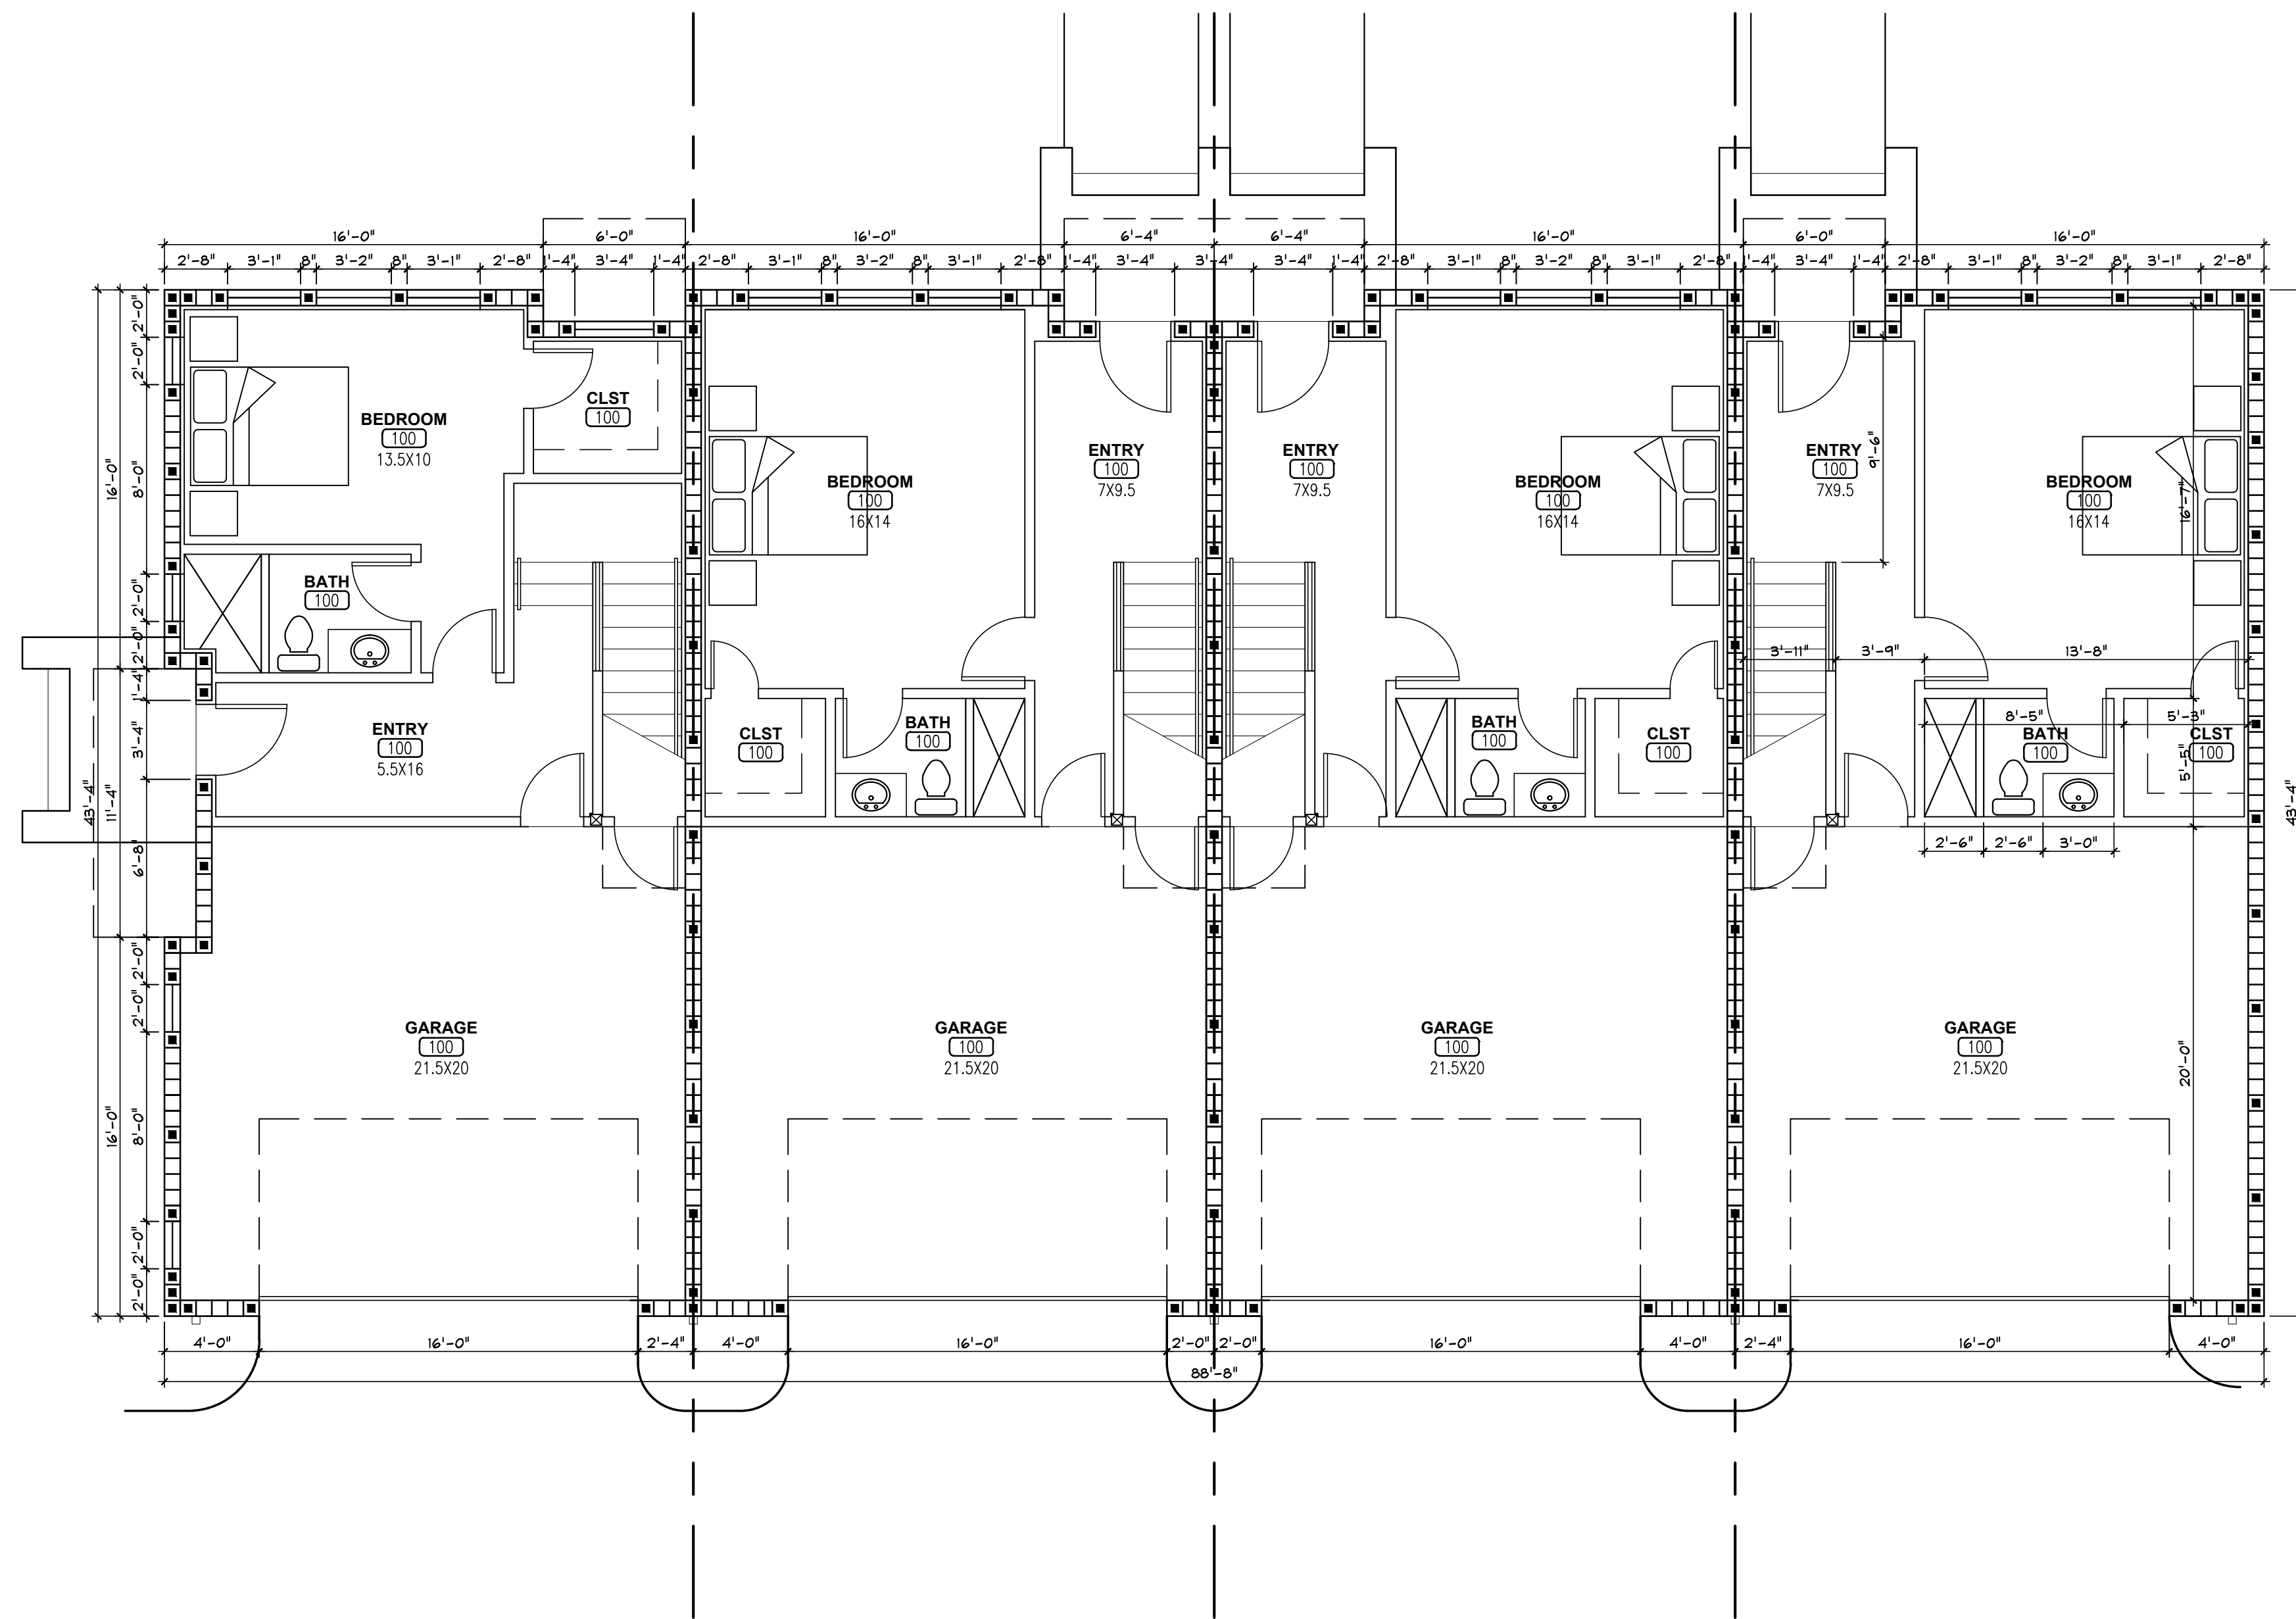 16'-0" 6'-0" 16'-0" 6'-4" 6'-4" 16'-0" 6'-0" 16'-0"
2'-8" 3'-1" 8" 3'-2" 8" 3'-1" 2'-8" 1'-4" 3'-4" 1'-4" 2'-8" 3'-1" 8" 3'-2" 8" 3'-1" 2'-8" 1'-4" 3'-4" 3'-4" 3'-4" 1'-4" 2'-8" 3'-1" 8" 3'-2" 8" 3'-1" 2'-8" 1'-4" 3'-4" 1'-4" 2'-8" 3'-1" 8" 3'-2" 8" 3'-1" 2'-8"
43'-4"
16'-0"
11'-4"
16'-0"
2'-0"
2'-0"
8'-0"
2'-0"
2'-0"
1'-4"
3'-4"
6'-8"
2'-0"
2'-0"
8'-0"
2'-0"
2'-0"
BEDROOM
100
13.5X10
CLST
100
BATH
100
ENTRY
100
5.5X16
GARAGE
100
21.5X20
BEDROOM
100
16X14
ENTRY
100
7X9.5
CLST
100
BATH
100
GARAGE
100
21.5X20
ENTRY
100
7X9.5
BEDROOM
100
16X14
BATH
100
CLST
100
GARAGE
100
21.5X20
ENTRY
100
7X9.5
9'-6"
BEDROOM
100
16X14
16'-7"
3'-11" 3'-9" 13'-8"
8'-5" 5'-3"
BATH
100
CLST
100
5'-5"
2'-6" 2'-6" 3'-0"
GARAGE
100
21.5X20
20'-0"
43'-4"
4'-0" 16'-0" 2'-4" 4'-0" 16'-0" 2'-0" 2'-0" 16'-0" 4'-0" 2'-4" 16'-0" 4'-0"
88'-8"